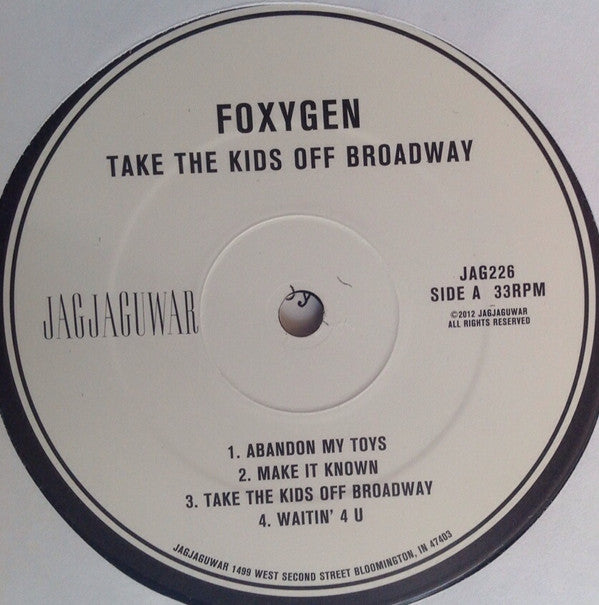 FOXYGEN
TAKE THE KIDS OFF BROADWAY
JAGJAGUWAR
JAG226
SIDE A 33RPM
©2012 JAGJAGUWAR
ALL RIGHTS RESERVED
1. ABANDON MY TOYS
2. MAKE IT KNOWN
3. TAKE THE KIDS OFF BROADWAY
4. WAITIN' 4 U
JAGJAGUWAR 1499 WEST SECOND STREET BLOOMINGTON, IN 47403